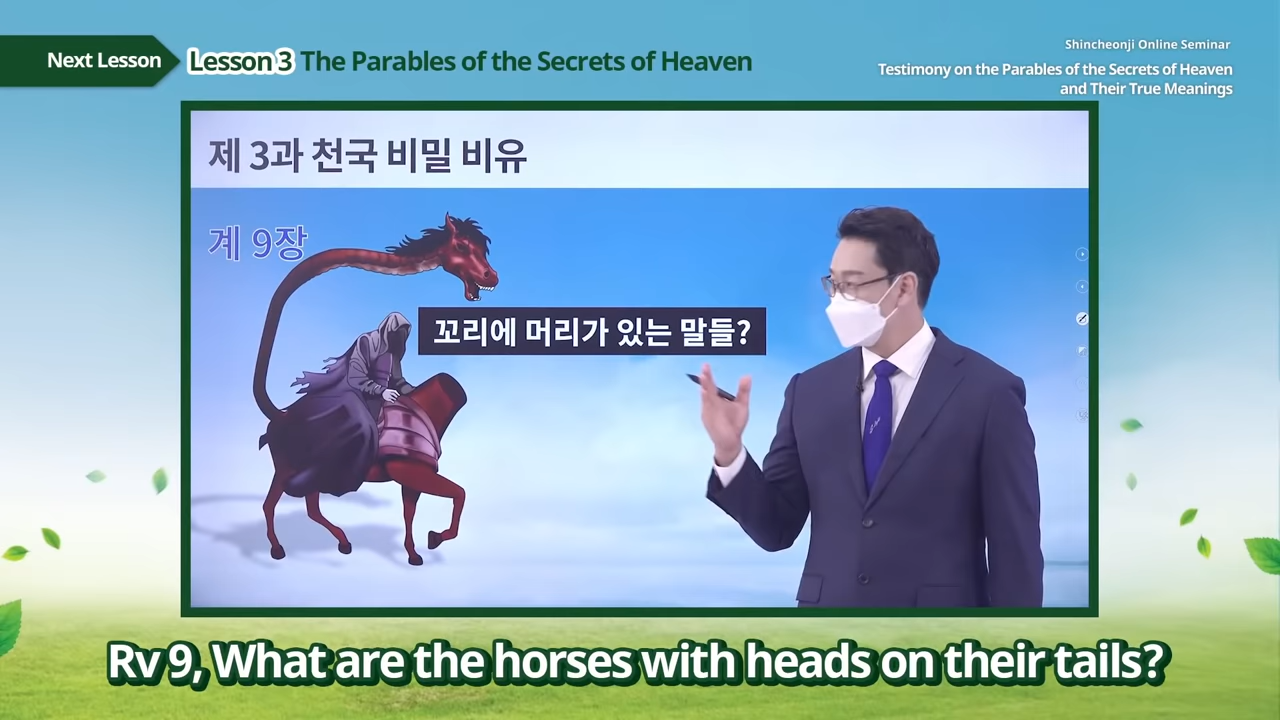 Next Lesson
Lesson 3 The Parables of the Secrets of Heaven
Shincheonji Online Seminar
Testimony on the Parables of the Secrets of Heaven
and Their True Meanings
제 3과 천국 비밀 비유
계 9장
꼬리에 머리가 있는 말들?
Rv 9, What are the horses with heads on their tails?